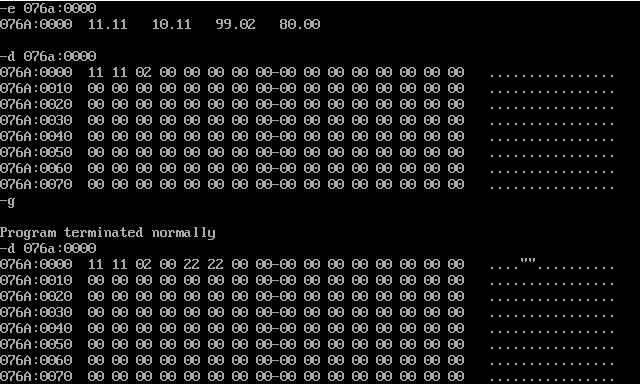 -e 076a:0000
076A:0000  11.11   10.11   99.02   80.00

-d 076a:0000
076A:0000  11 11 02 00 00 00 00 00-00 00 00 00 00 00 00 00   ................
076A:0010  00 00 00 00 00 00 00 00-00 00 00 00 00 00 00 00   ................
076A:0020  00 00 00 00 00 00 00 00-00 00 00 00 00 00 00 00   ................
076A:0030  00 00 00 00 00 00 00 00-00 00 00 00 00 00 00 00   ................
076A:0040  00 00 00 00 00 00 00 00-00 00 00 00 00 00 00 00   ................
076A:0050  00 00 00 00 00 00 00 00-00 00 00 00 00 00 00 00   ................
076A:0060  00 00 00 00 00 00 00 00-00 00 00 00 00 00 00 00   ................
076A:0070  00 00 00 00 00 00 00 00-00 00 00 00 00 00 00 00   ................
-g

Program terminated normally
-d 076a:0000
076A:0000  11 11 02 00 22 22 00 00-00 00 00 00 00 00 00 00   ....""..........
076A:0010  00 00 00 00 00 00 00 00-00 00 00 00 00 00 00 00   ................
076A:0020  00 00 00 00 00 00 00 00-00 00 00 00 00 00 00 00   ................
076A:0030  00 00 00 00 00 00 00 00-00 00 00 00 00 00 00 00   ................
076A:0040  00 00 00 00 00 00 00 00-00 00 00 00 00 00 00 00   ................
076A:0050  00 00 00 00 00 00 00 00-00 00 00 00 00 00 00 00   ................
076A:0060  00 00 00 00 00 00 00 00-00 00 00 00 00 00 00 00   ................
076A:0070  00 00 00 00 00 00 00 00-00 00 00 00 00 00 00 00   ................